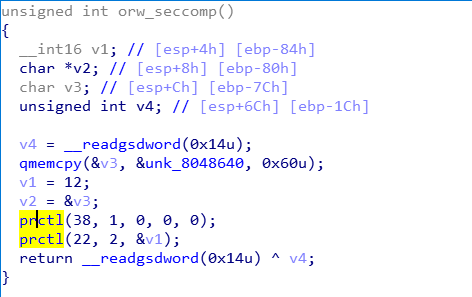 unsigned int orw_seccomp()
{
  __int16 v1; // [esp+4h] [ebp-84h]
  char *v2; // [esp+8h] [ebp-80h]
  char v3; // [esp+Ch] [ebp-7Ch]
  unsigned int v4; // [esp+6Ch] [ebp-1Ch]

  v4 = __readgsdword(0x14u);
  qmemcpy(&v3, &unk_8048640, 0x60u);
  v1 = 12;
  v2 = &v3;
  prctl(38, 1, 0, 0, 0);
  prctl(22, 2, &v1);
  return __readgsdword(0x14u) ^ v4;
}